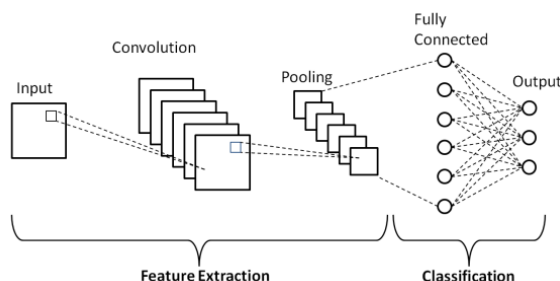 Input
Convolution
Pooling
Fully
Connected
Output
Feature Extraction
Classification